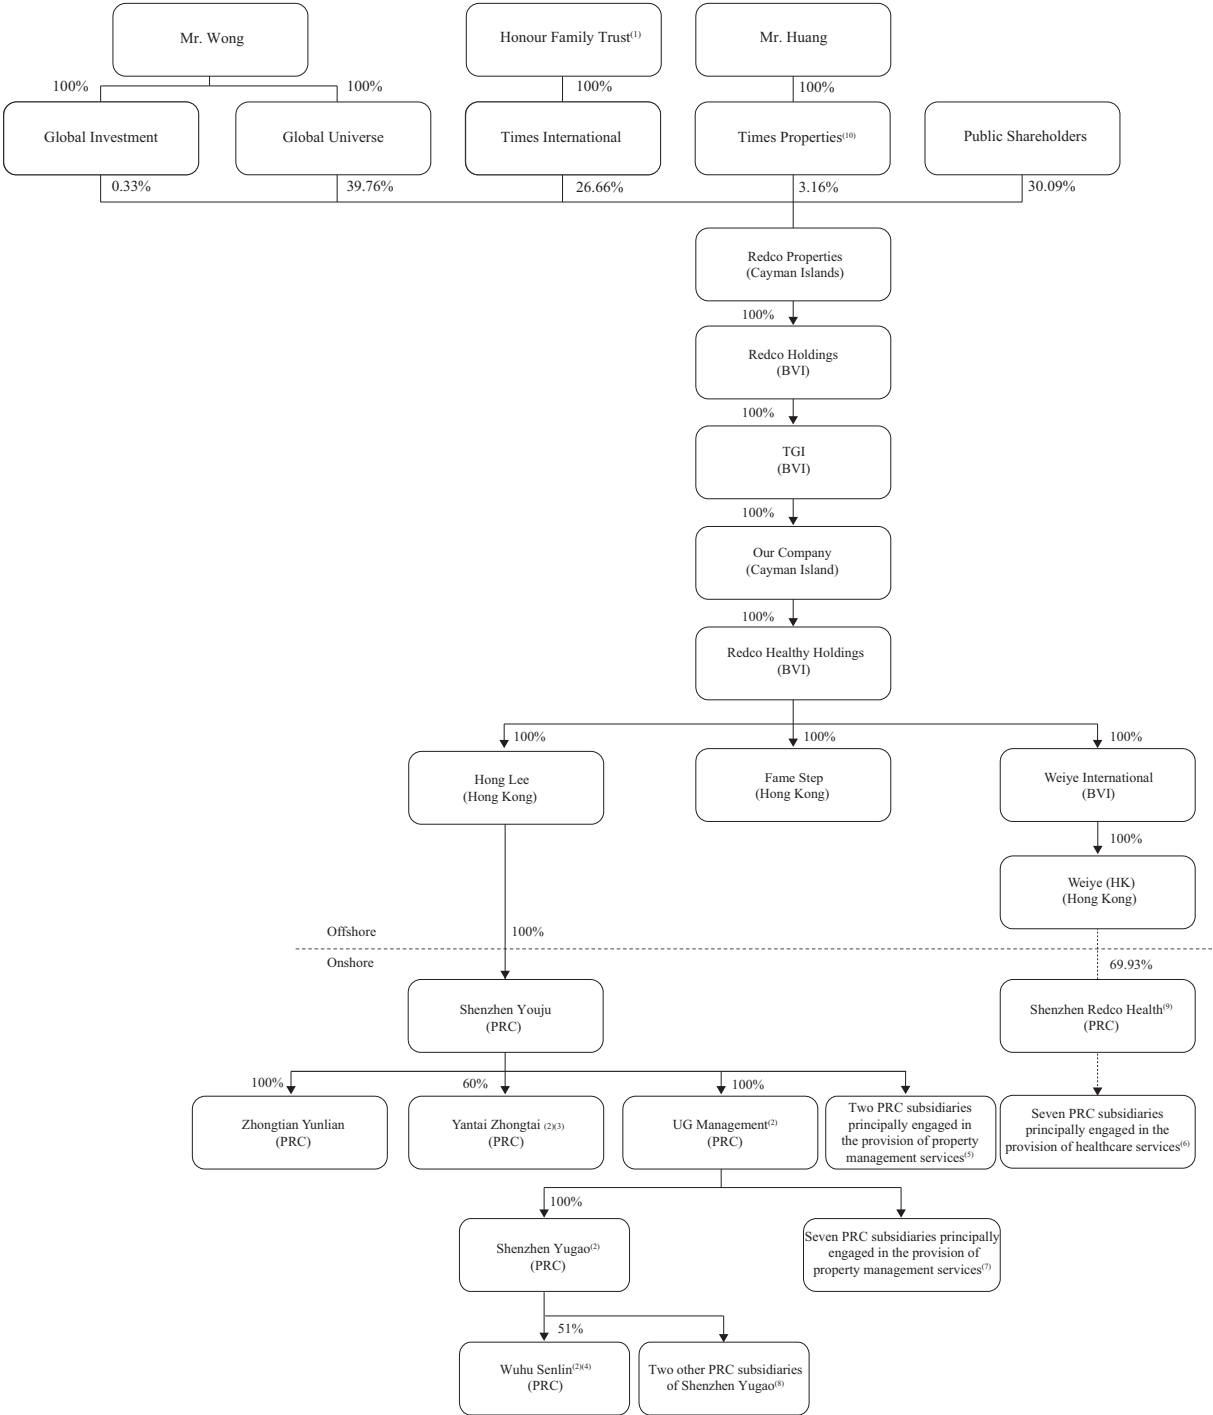 Mr. Wong
Honour Family Trust(1)
Mr. Huang
100%
100%
100%
100%
Global Investment
Global Universe
Times International
Times Properties(10)
Public Shareholders
0.33%
39.76%
26.66%
3.16%
30.09%
Redco Properties
(Cayman Islands)
100%
Redco Holdings
(BVI)
100%
TGI
(BVI)
100%
Our Company
(Cayman Island)
100%
Redco Healthy Holdings
(BVI)
100%
100%
100%
Hong Lee
(Hong Kong)
Fame Step
(Hong Kong)
Weiye International
(BVI)
100%
Weiye (HK)
(Hong Kong)
Offshore
100%
Onshore
69.93%
Shenzhen Youju
(PRC)
Shenzhen Redco Health(9)
(PRC)
100%
60%
100%
Zhongtian Yunlian
(PRC)
Yantai Zhongtai (2)(3)
(PRC)
UG Management(2)
(PRC)
Two PRC subsidiaries
principally engaged in
the provision of property
management services(5)
Seven PRC subsidiaries
principally engaged in the
provision of healthcare services(6)
100%
Shenzhen Yugao(2)
(PRC)
Seven PRC subsidiaries principally
engaged in the provision of
property management services(7)
51%
Wuhu Senlin(2)(4)
(PRC)
Two other PRC subsidiaries
of Shenzhen Yugao(8)